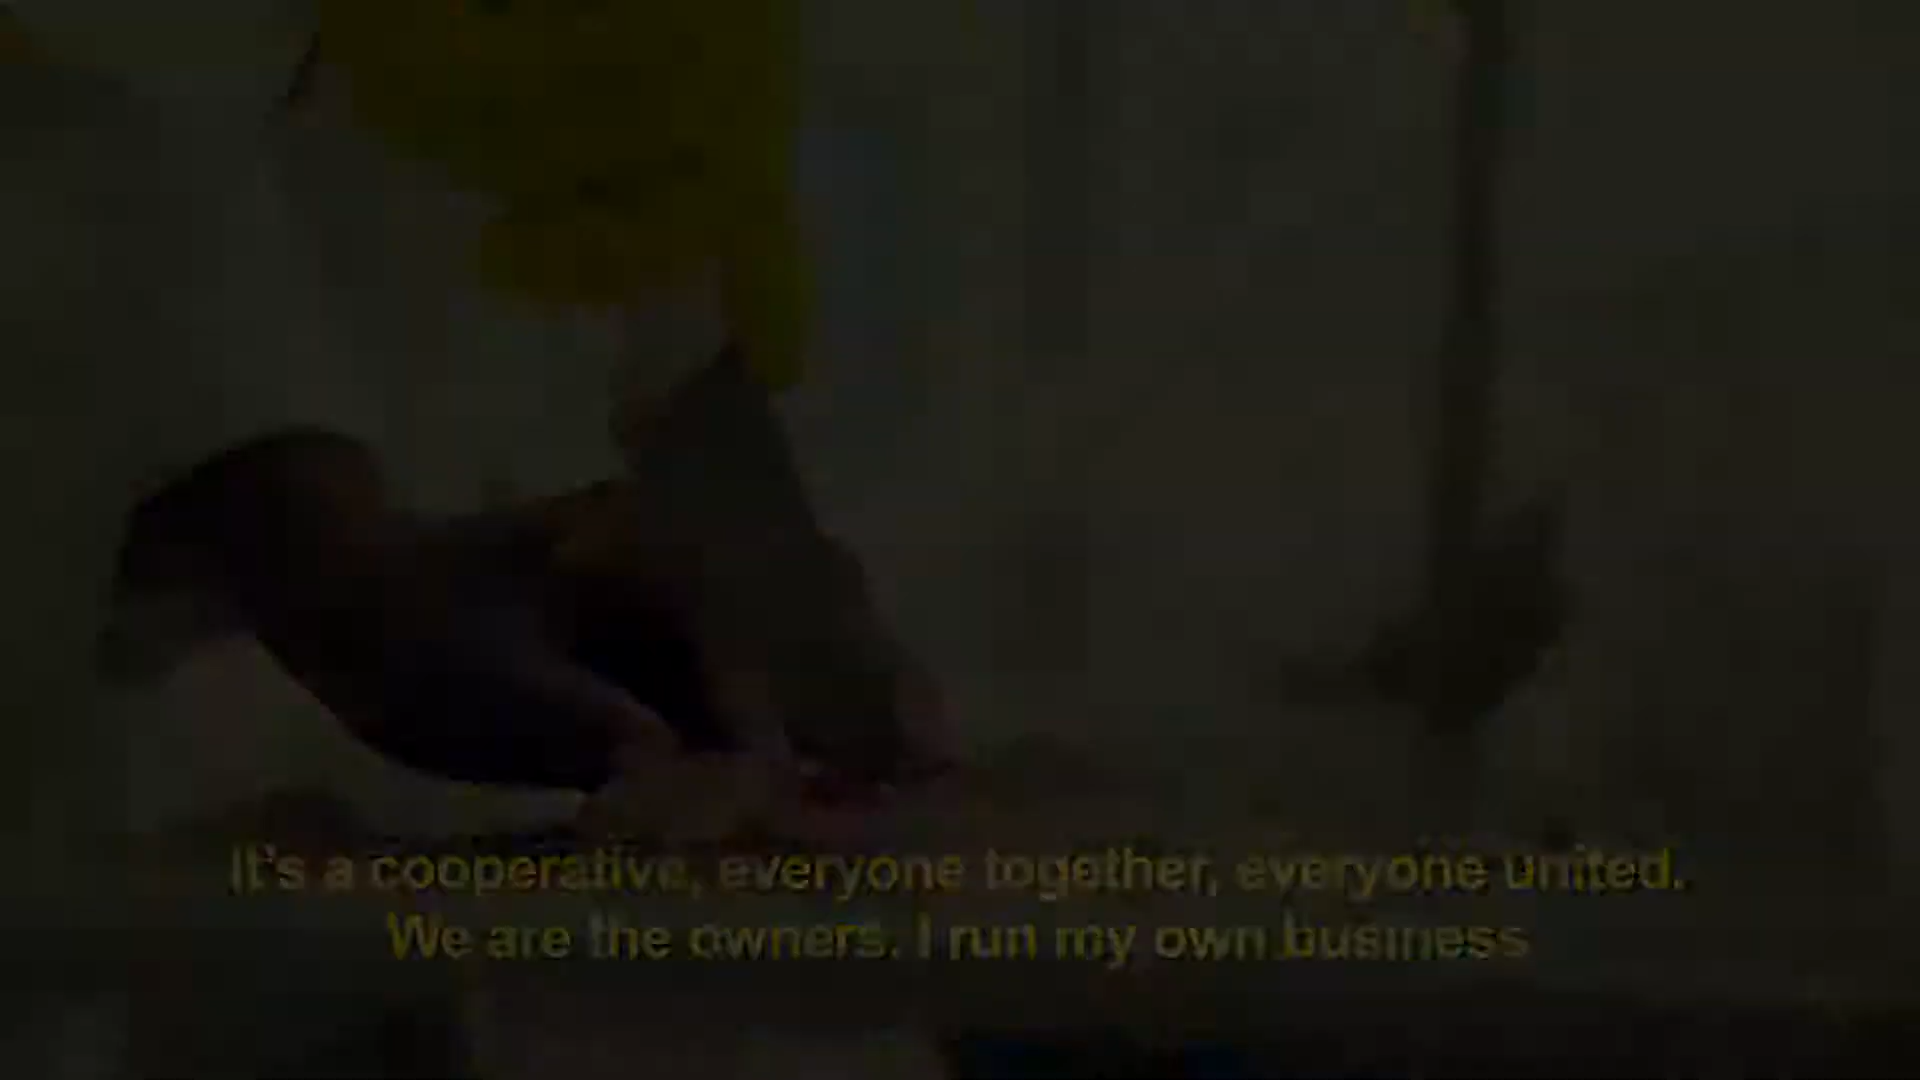 It's a cooperative, everyone together, everyone united.
We are the owners. I run my own business